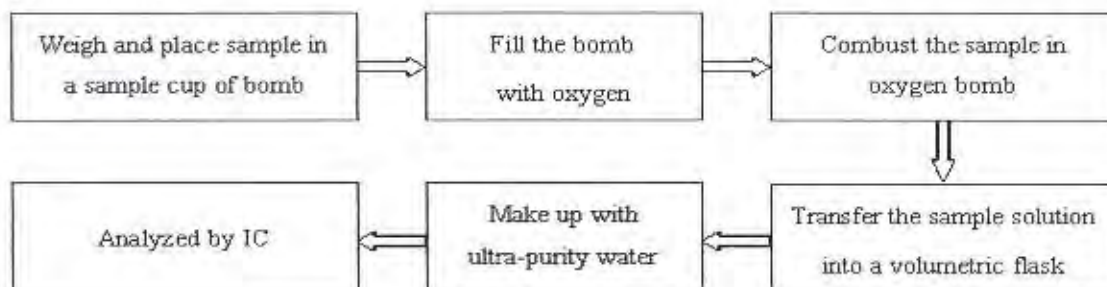 Weigh and place sample in
a sample cup of bomb
Fill the bomb
with oxygen
Combust the sample in
oxygen bomb
Transfer the sample solution
into a volumetric flask
Make up with
ultra-purity water
Analyzed by IC